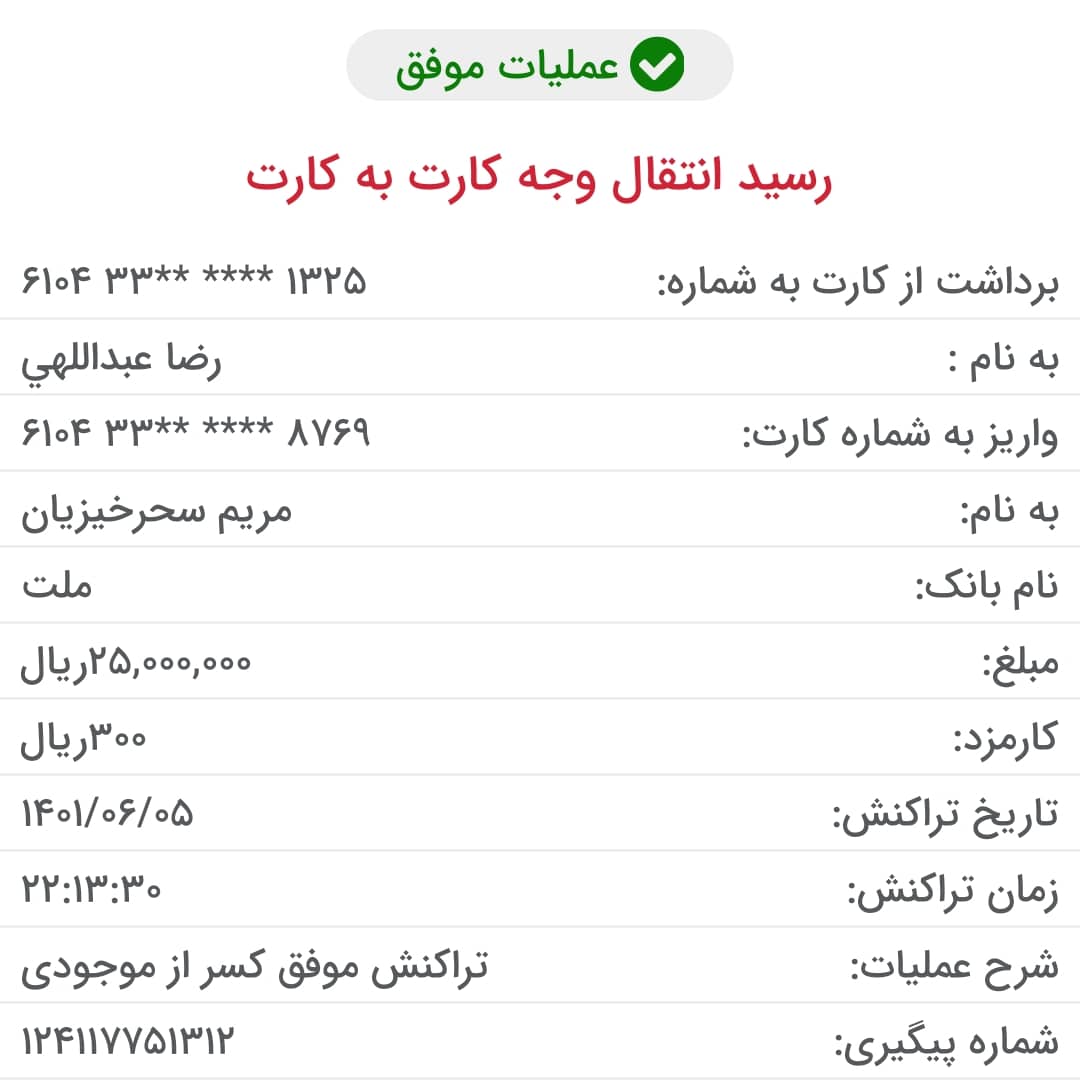 عملیات موفق
رسید انتقال وجه کارت به کارت
برداشت از کارت به شماره: ۶۱۰۴ ۳۳** **** ۱۳۲۵
به نام : رضا عبداللهي
واریز به شماره کارت: ۶۱۰۴ ۳۳** **** ۸۷۶۹
به نام: مریم سحرخیزیان
نام بانک: ملت
مبلغ: ۲۵,۰۰۰,۰۰۰ریال
کارمزد: ۳۰۰ریال
تاریخ تراکنش: ۱۴۰۱/۰۶/۰۵
زمان تراکنش: ۲۲:۱۳:۳۰
شرح عملیات: تراکنش موفق کسر از موجودی
شماره پیگیری: ۱۲۴۱۱۷۷۵۱۳۱۲